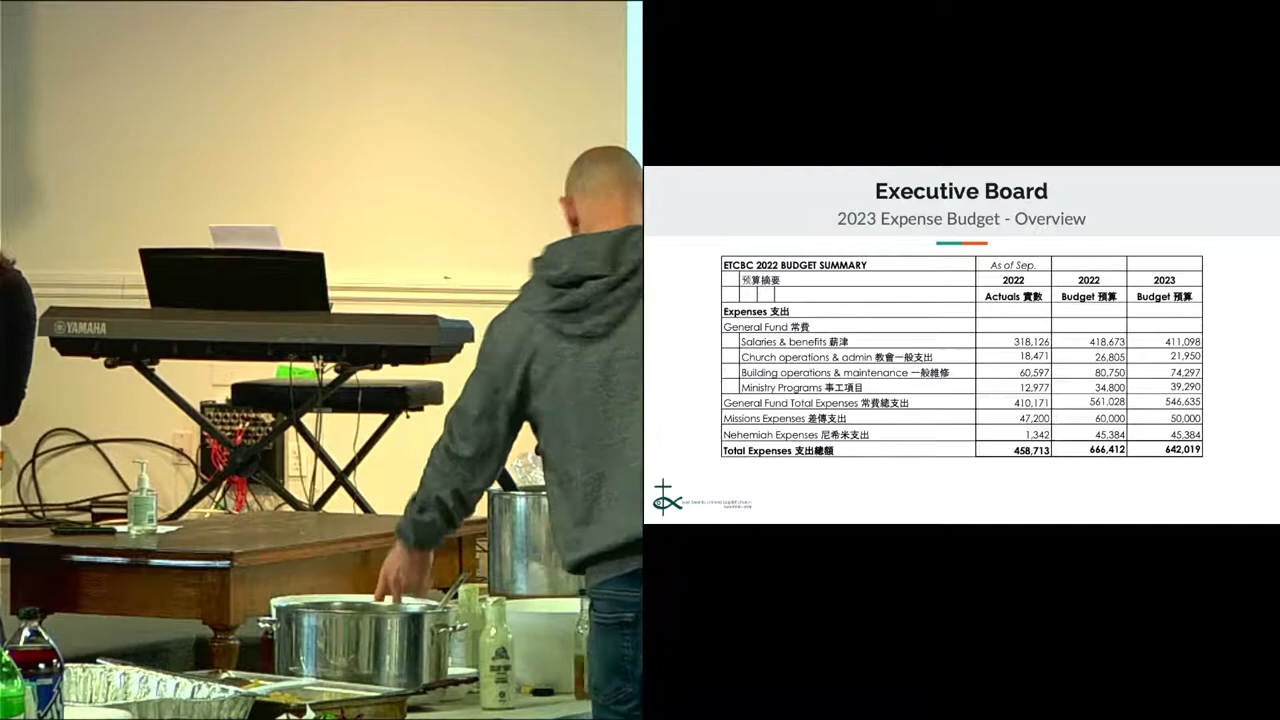 YAMAHA
Executive Board
2023 Expense Budget - Overview
ETCBC 2022 BUDGET SUMMARY As of Sep.
預算摘要 2022 2022 2023
Actuals 實數 Budget 預算 Budget 預算
Expenses 支出
General Fund 常費
Salaries & benefits 薪津 318,126 418,673 411,098
Church operations & admin 教會一般支出 18,471 26,805 21,950
Building operations & maintenance 一般維修 60,597 80,750 74,297
Ministry Programs 事工項目 12,977 34,800 39,290
General Fund Total Expenses 常費總支出 410,171 561,028 546,635
Missions Expenses 差傳支出 47,200 60,000 50,000
Nehemiah Expenses 尼希米支出 1,342 45,384 45,384
Total Expenses 支出總額 458,713 666,412 642,019